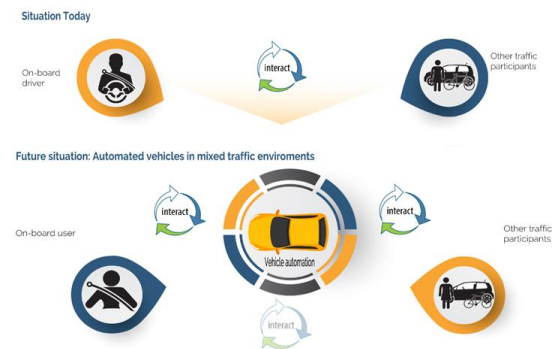 Situation Today
On-board
driver
interact
Other traffic
participants
Future situation: Automated vehicles in mixed traffic enviroments
interact
interact
On-board user
Vehicle automation
Other traffic
participants
interact